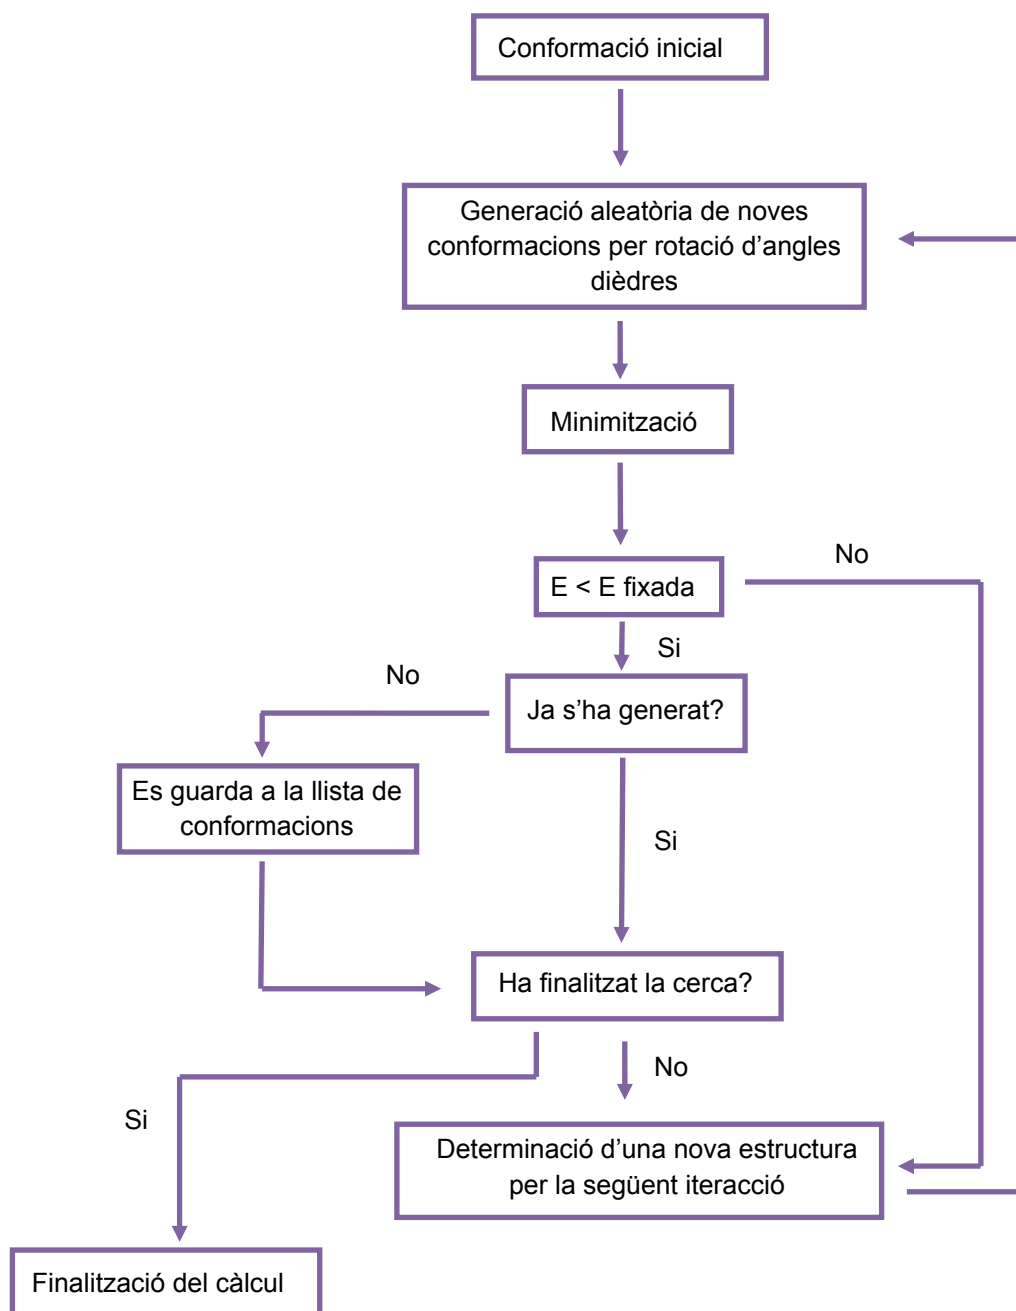 Conformació inicial
Generació aleatòria de noves
conformacions per rotació d'angles
dièdres
Minimització
E < E fixada
No
Si
Ja s'ha generat?
No
Es guarda a la llista de
conformacions
Si
Ha finalitzat la cerca?
No
Si
Determinació d'una nova estructura
per la següent iteracció
Finalització del càlcul